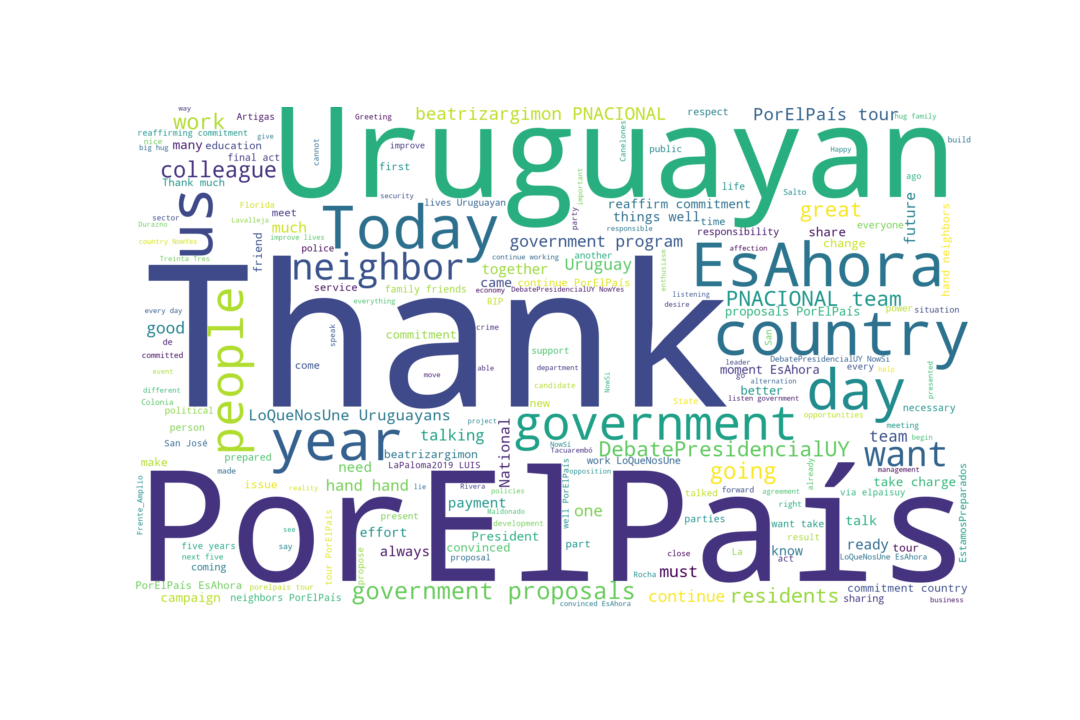 way
Artigas
Greeting
beatrizargimon PNACIONAL
respect
PorElPaís tour
hug family
work
Uruguayan
reaffirming commitment
give
nice
big hug
many
education
improve
cannot
Canelones
public
Happy
build
final act
first
important
colleague
Thank much
life
Salto
ago
security
lives Uruguayan
reaffirm commitment
great
everyone
future
Florida
us
Today
party
things well
time
sector
Durazno
Lavalleja
meet
much
responsible
responsibility
share
change
affection
country NowYes
improve lives
friend
police
government program
Treinta Tres
neighbor
continue working
another
EsAhora
hand neighbors
together
Uruguay
enthusiasm
service
family friends
came
continue PorElPaís
listening
desire
PNACIONAL team
everything
economy
DebatePresidencialUY NowYes
RIP
Thank
proposals PorElPaís
power
situation
every day
people
good
commitment
crime
country
de
speak
support
San
committed
come
able
department
leader
DebatePresidencialUY NowSi
presented
event
move
candidate
NowSi
moment EsAhora
every
go
alternation
help
different
Colonia
new
State
better
day
listen government
necessary
political
LoQueNosUne Uruguayans
government
opportunities
person
project
meeting
San José
prepared
year
talking
NowSi
DebatePresidencialUY
team
begin
beatrizargimon
National
Tacuarembó
want
make
made
need
LaPaloma2019 LUIS
opposition
work LoQueNosUne
going
already
management
issue
reality
hand hand
lie
Rivera
policies
well PorElPaís
talked
forward
agreement
via elpaisuy
take charge
EstamosPreparados
Frente_Amplio
PorElPaís
present
payment
Maldonado
one
right
see
say
effort
President
development
parties
want take
talk
five years
next five
coming
tour PorElPaís
propose
always
convinced
proposal
part
close
La
result
act
know
ready
tour
LoQueNosUne EsAhora
Rocha
must
PorElPaís EsAhora
porelpais tour
government proposals
commitment country
campaign
neighbors PorElPaís
convinced EsAhora
continue
residents
sharing
business